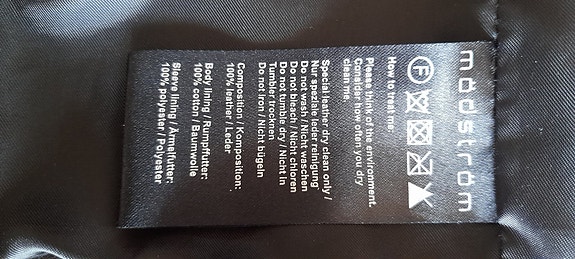 mödström
F
How to treat me:
Please think of the environment.
Consider how often you dry
clean me.
Special leather dry clean only /
Nur speziale leder reinigung
Do not wash / Nicht waschen
Do not bleach / Nicht chloren
Do not tumble dry / Nicht in
Tumbler trocknen
Do not iron / Nicht bügeln
Composition / Komposition:
100% leather / Leder
Body lining / Rumpffutter:
100% cotton / Baumwolle
Sleeve lining / Ärmelfutter:
100% polyester / Polyester